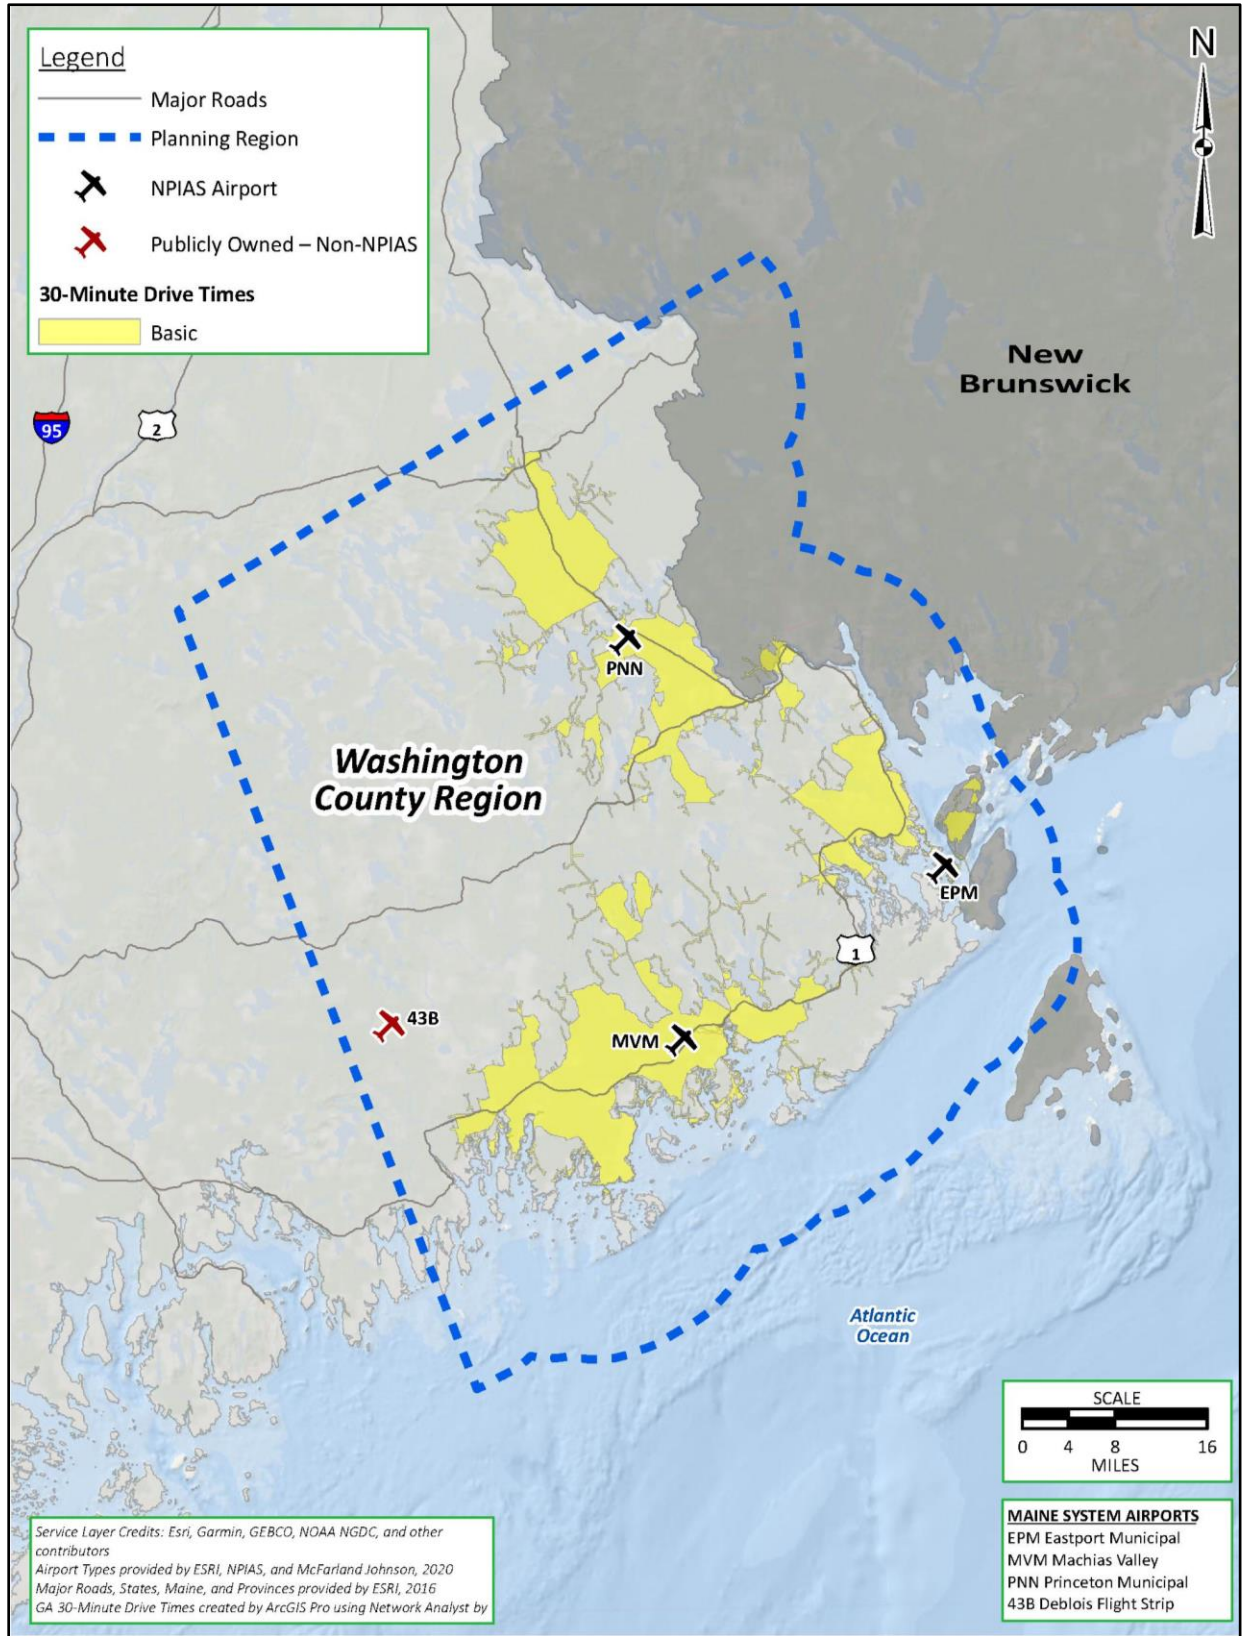 Legend
Major Roads
Planning Region
NPIAS Airport
Publicly Owned – Non-NPIAS
30-Minute Drive Times
Basic
N
New
Brunswick
95
2
PNN
Washington
County Region
EPM
1
43B
MVM
Atlantic
Ocean
SCALE
0 4 8 16
MILES
Service Layer Credits: Esri, Garmin, GEBCO, NOAA NGDC, and other
contributors
Airport Types provided by ESRI, NPIAS, and McFarland Johnson, 2020
Major Roads, States, Maine, and Provinces provided by ESRI, 2016
GA 30-Minute Drive Times created by ArcGIS Pro using Network Analyst by
MAINE SYSTEM AIRPORTS
EPM Eastport Municipal
MVM Machias Valley
PNN Princeton Municipal
43B Deblois Flight Strip